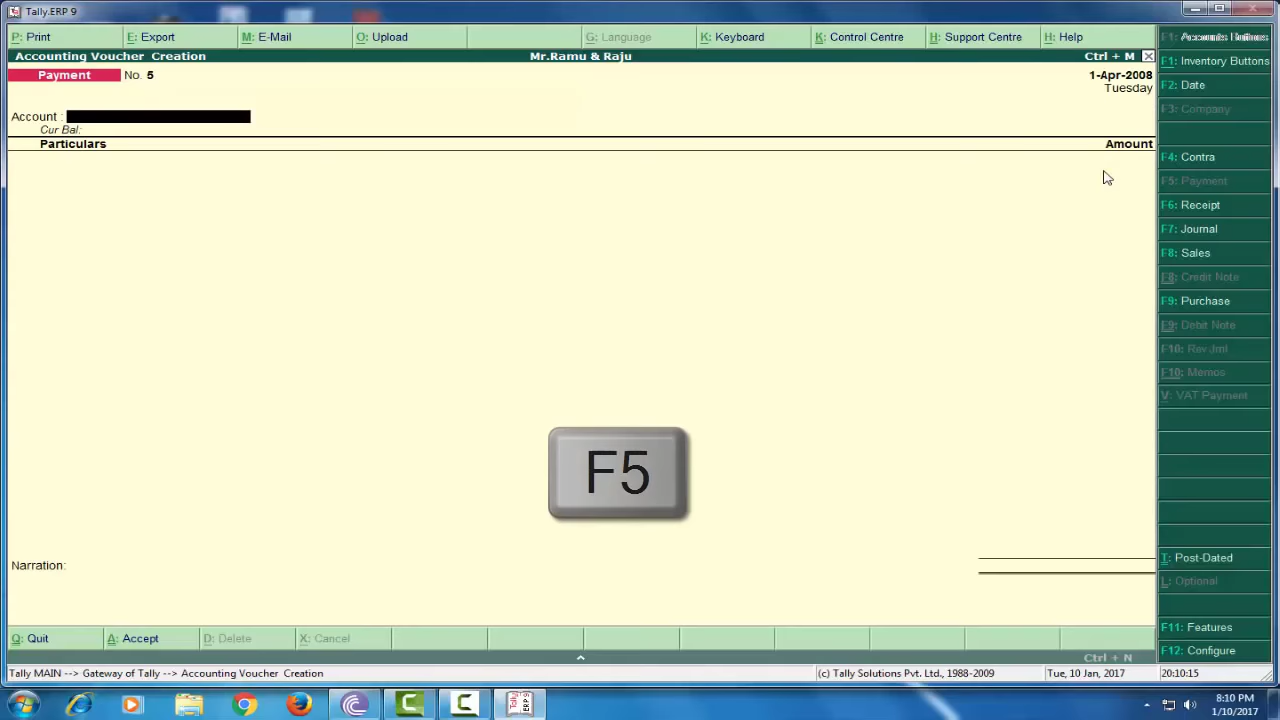 Tally.ERP 9
P: Print
E: Export
M: E-Mail
O: Upload
G: Language
K: Keyboard
K: Control Centre
H: Support Centre
H: Help
Accounting Voucher Creation
Mr.Ramu & Raju
Ctrl + M
Payment No. 5
1-Apr-2008
Tuesday
Account :
Cur Bal:
Particulars
Amount
F1: Inventory Buttons
F2: Date
F3: Company
F4: Contra
F5: Payment
F6: Receipt
F7: Journal
F8: Sales
F8: Credit Note
F9: Purchase
F9: Debit Note
F10: Rev Jrnl
F10: Memos
V: VAT Payment
F5
Narration:
T: Post-Dated
L: Optional
F11: Features
F12: Configure
Q: Quit
A: Accept
D: Delete
X: Cancel
Ctrl + N
Tally MAIN --> Gateway of Tally --> Accounting Voucher Creation
(c) Tally Solutions Pvt. Ltd., 1988-2009
Tue, 10 Jan, 2017
20:10:15
8:10 PM
1/10/2017